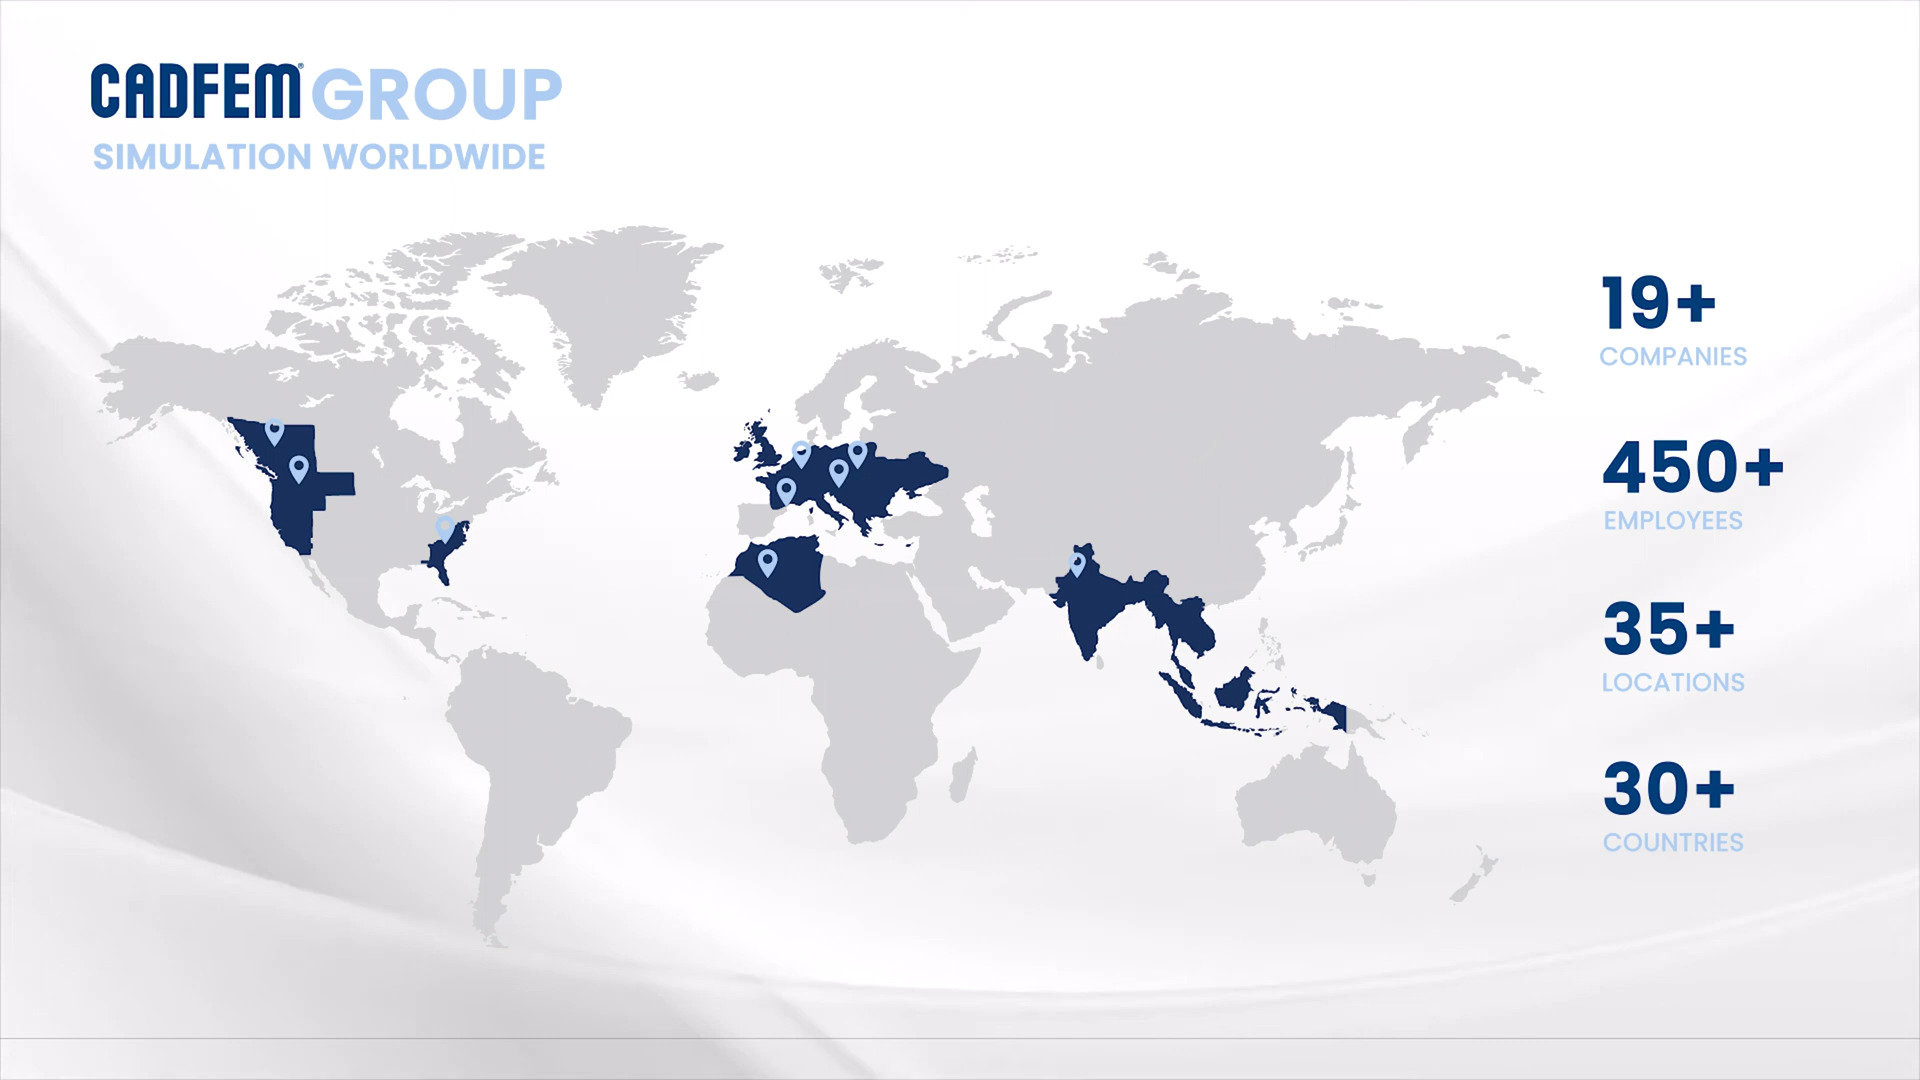 CADFEM® GROUP
SIMULATION WORLDWIDE
19+
COMPANIES
450+
EMPLOYEES
35+
LOCATIONS
30+
COUNTRIES